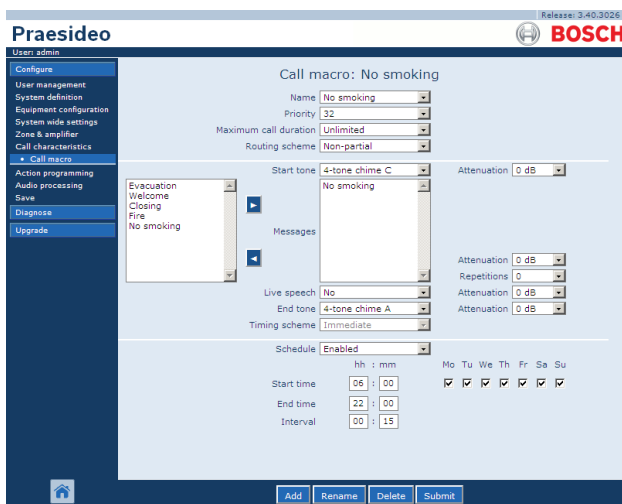 Release: 3.40.3026
Praesideo
BOSCH
User: admin
Configure
User management
System definition
Equipment configuration
System wide settings
Zone & amplifier
Call characteristics
• Call macro
Action programming
Audio processing
Save
Diagnose
Upgrade
Call macro: No smoking
Name No smoking
Priority 32
Maximum call duration Unlimited
Routing scheme Non-partial
Start tone 4-tone chime C Attenuation 0 dB
Evacuation
Welcome
Closing
Fire
No smoking
Messages
No smoking
Attenuation 0 dB
Repetitions 0
Live speech No Attenuation 0 dB
End tone 4-tone chime A Attenuation 0 dB
Timing scheme Immediate
Schedule Enabled
hh : mm Mo Tu We Th Fr Sa Su
Start time 06 : 00
End time 22 : 00
Interval 00 : 15
Add Rename Delete Submit